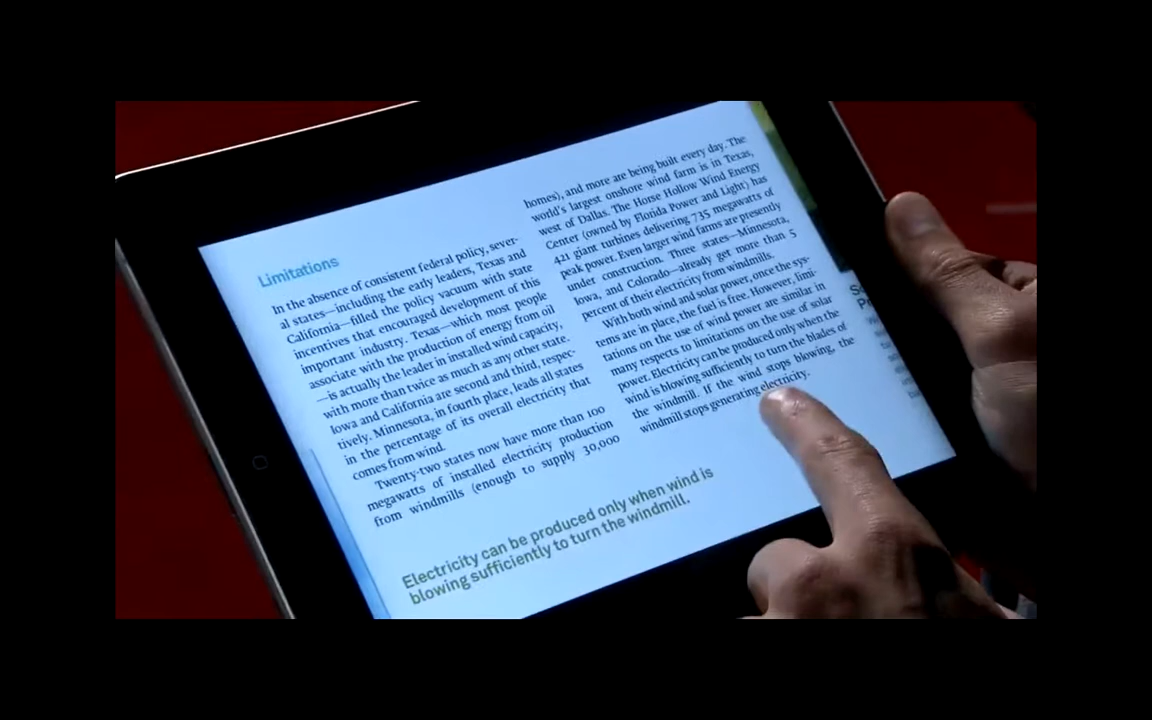 Limitations
In the absence of consistent federal policy, sever-
al states—including the early leaders, Texas and
California—filled the policy vacuum with state
incentives that encouraged development of this
important industry. Texas—which most people
associate with the production of energy from oil
—is actually the leader in installed wind capacity,
with more than twice as much as any other state.
Iowa and California are second and third, respec-
tively. Minnesota, in fourth place, leads all states
in the percentage of its overall electricity that
comes from wind.
Twenty-two states now have more than 100
megawatts of installed electricity production
from windmills (enough to supply 30,000
homes), and more are being built every day. The
world's largest onshore wind farm is in Texas,
west of Dallas. The Horse Hollow Wind Energy
Center (owned by Florida Power and Light) has
421 giant turbines delivering 735 megawatts of
peak power. Even larger wind farms are presently
under construction. Three states—Minnesota,
Iowa, and Colorado—already get more than 5
percent of their electricity from windmills.
With both wind and solar power, once the sys-
tems are in place, the fuel is free. However, limi-
tations on the use of wind power are similar in
many respects to limitations on the use of solar
power. Electricity can be produced only when the
wind is blowing sufficiently to turn the blades of
the windmill. If the wind stops blowing, the
windmill stops generating electricity.
Electricity can be produced only when wind is
blowing sufficiently to turn the windmill.